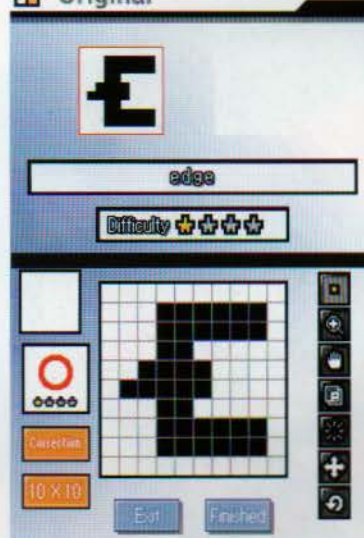 Original
edge
Difficulty
Correction
10 X 10
Exit
Finished